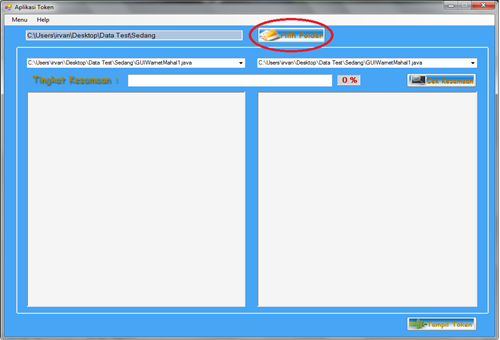 Aplikasi Token
Menu Help
C:\Users\irvan\Desktop\Data Test\Sedang
Pilih Folder
C:\Users\irvan\Desktop\Data Test\Sedang\GUIWarnetMahal1.java
C:\Users\irvan\Desktop\Data Test\Sedang\GUIWarnetMahal1.java
Tingkat Kesamaan :
0 %
Cek Kesamaan
Tampil Token